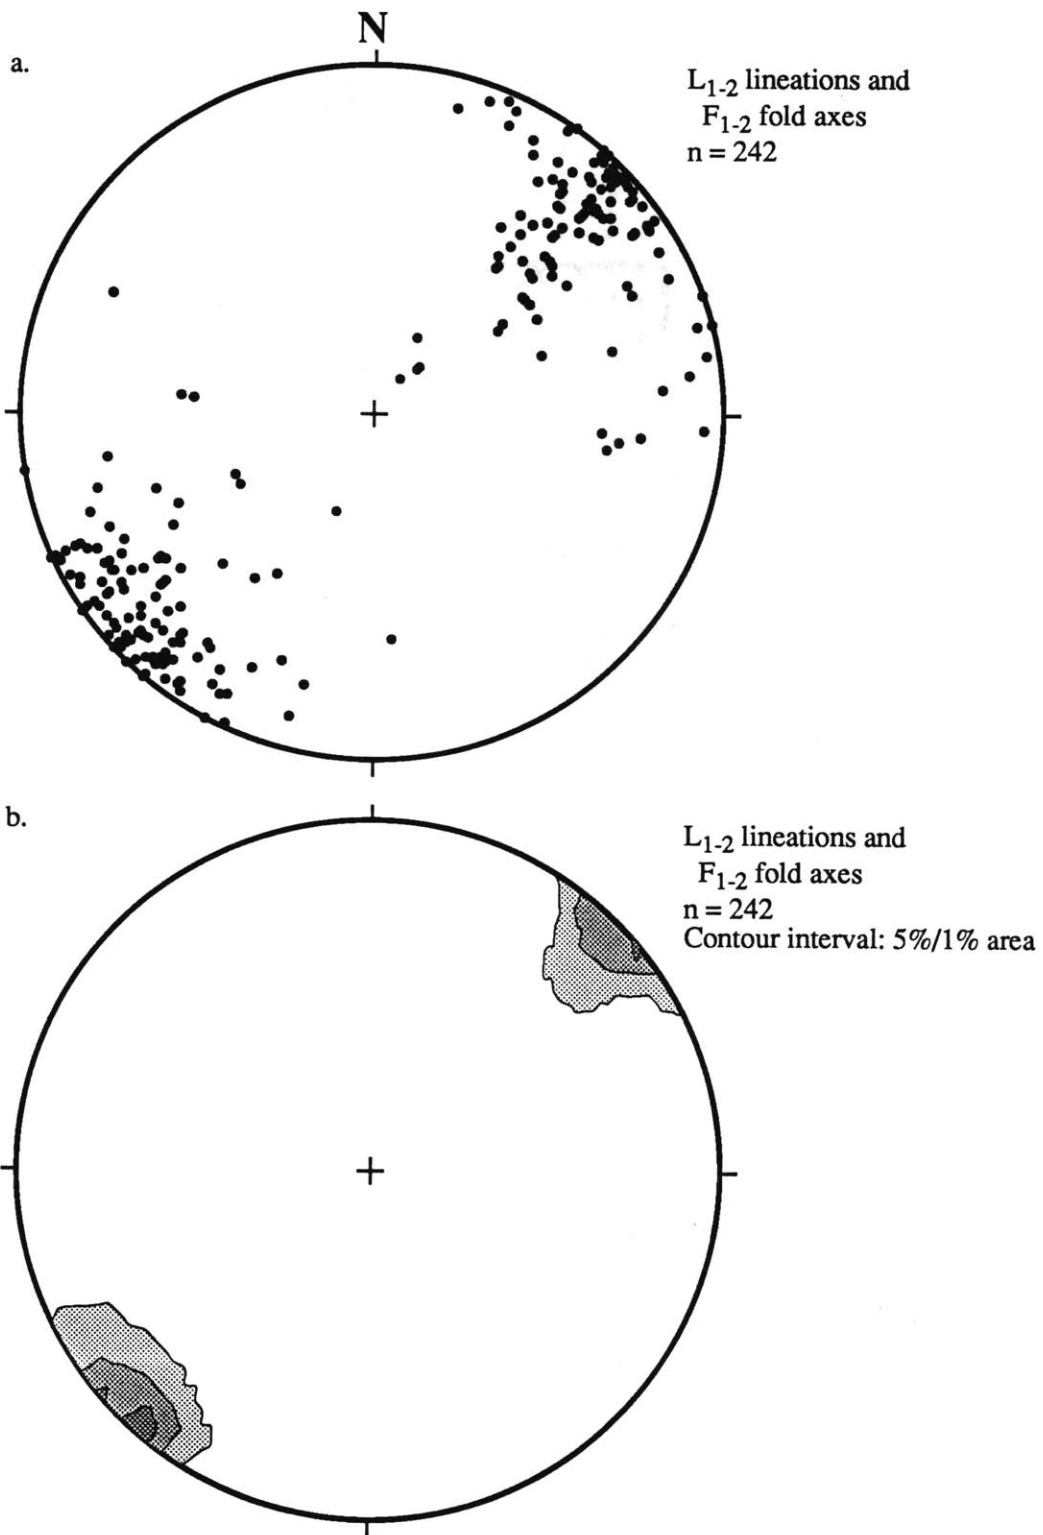 N
a.
L1-2 lineations and
F1-2 fold axes
n = 242
b.
L1-2 lineations and
F1-2 fold axes
n = 242
Contour interval: 5%/1% area